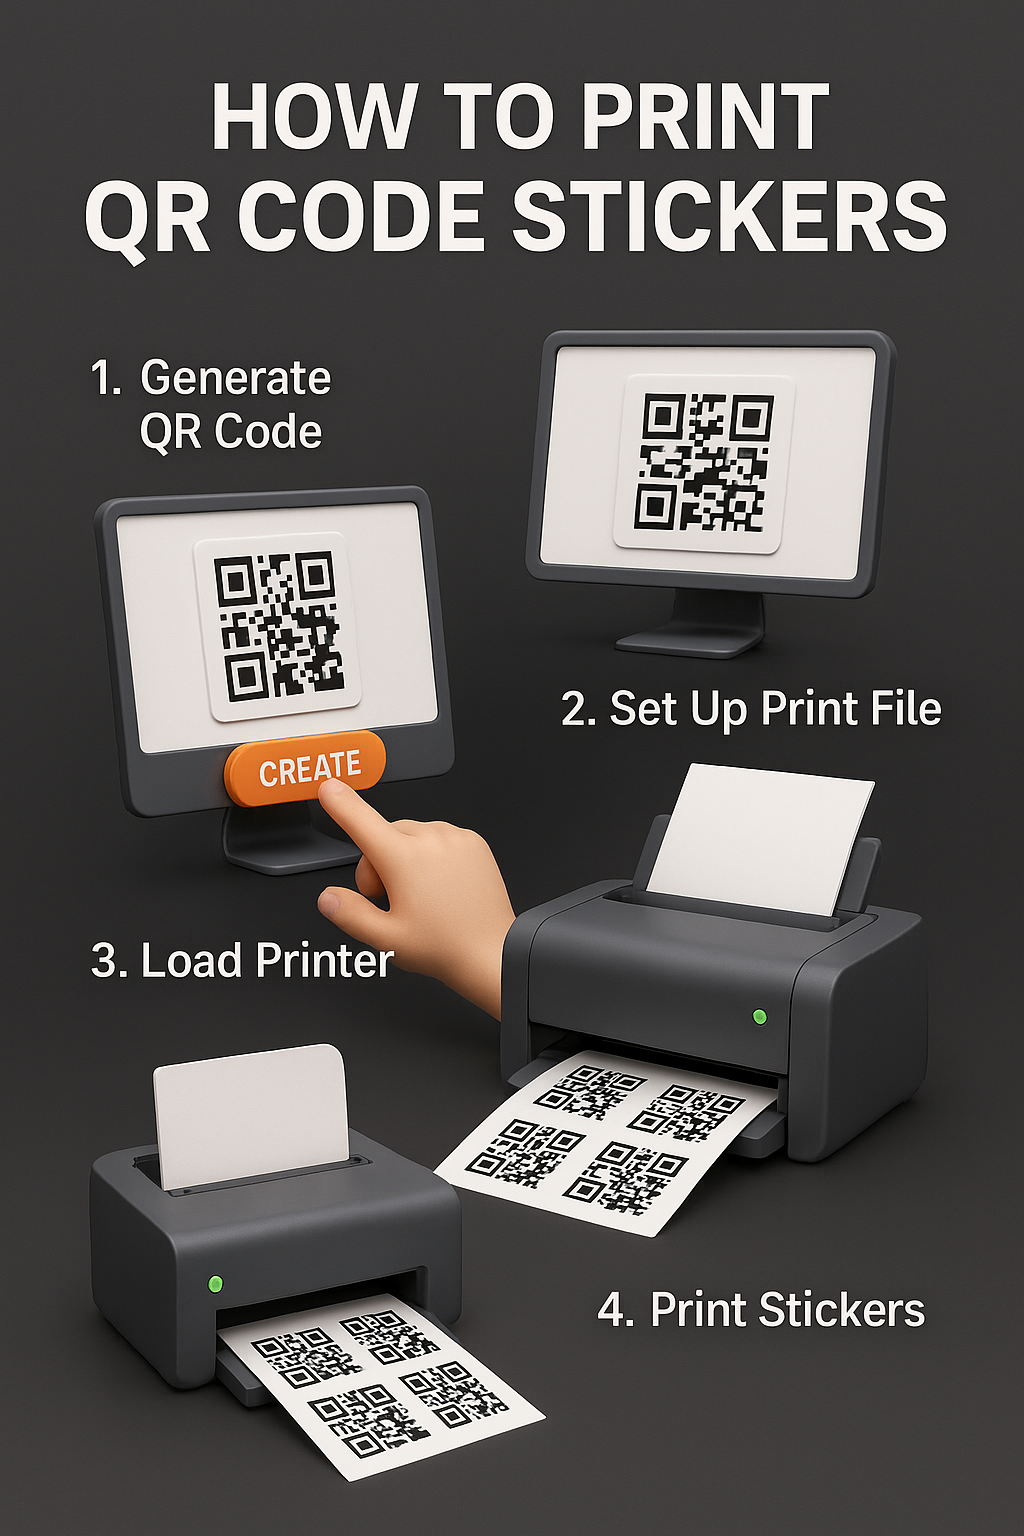 HOW TO PRINT
QR CODE STICKERS
1. Generate
QR Code
CREATE
2. Set Up Print File
3. Load Printer
4. Print Stickers